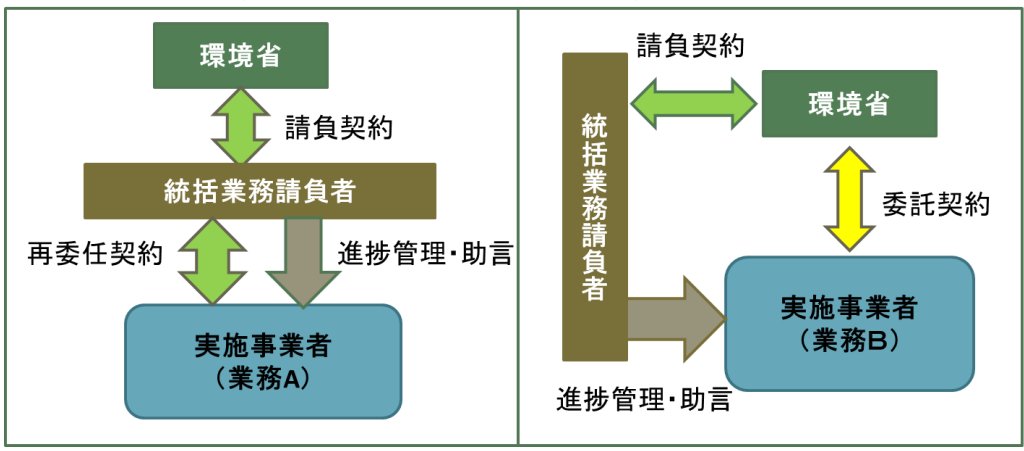 環境省
請負契約
統括業務請負者
再委任契約
進捗管理・助言
実施事業者
（業務A）
請負契約
統括業務請負者
環境省
委託契約
実施事業者
（業務B）
進捗管理・助言